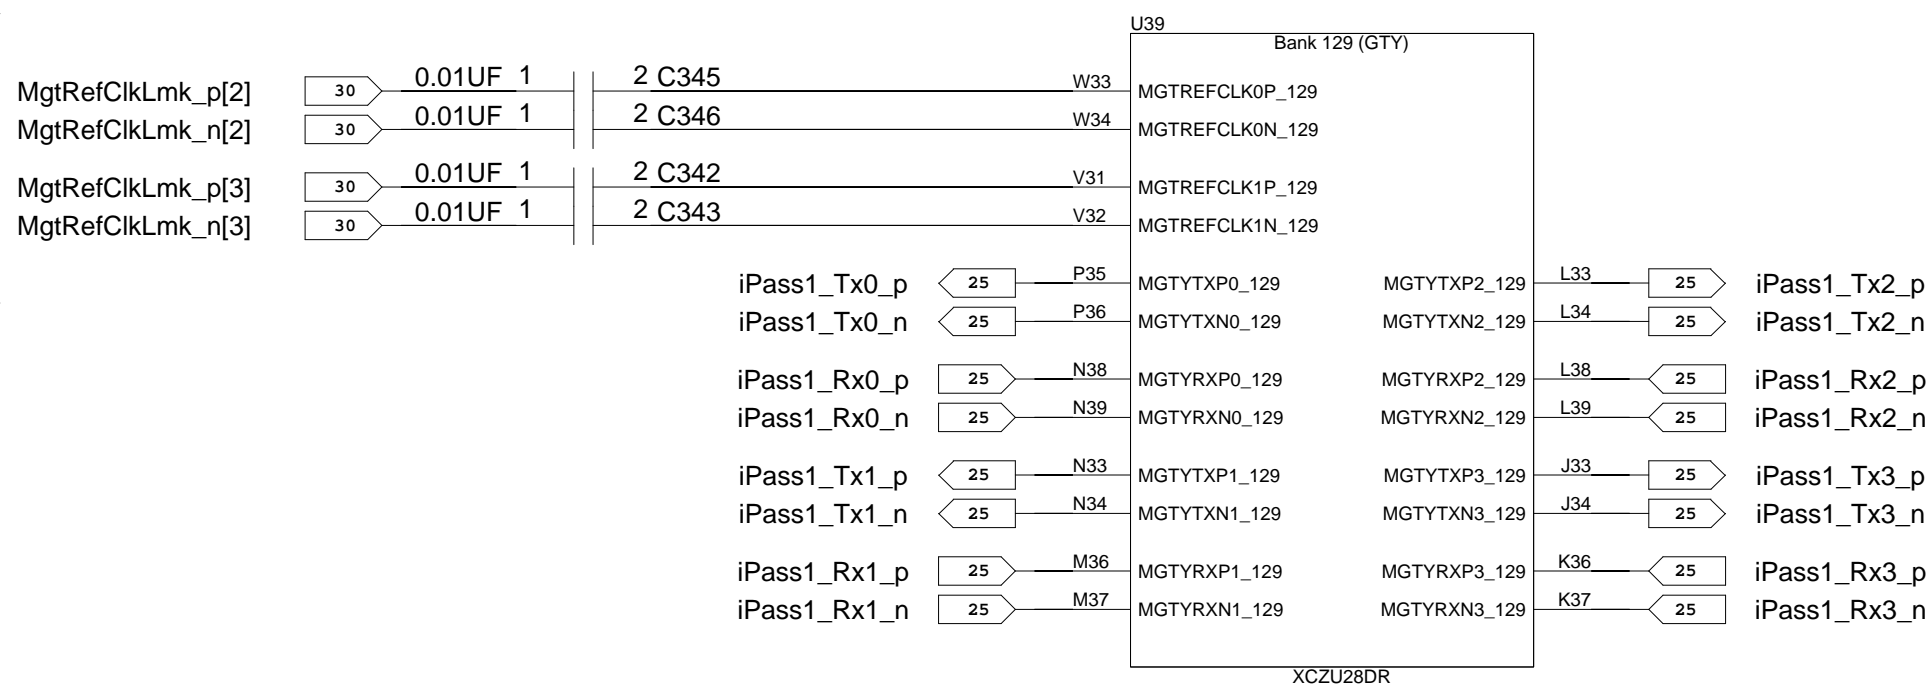 U39
Bank 129 (GTY)
MgtRefClkLmk_p[2] 30 0.01UF 1 2 C345 W33 MGTREFCLK0P_129
MgtRefClkLmk_n[2] 30 0.01UF 1 2 C346 W34 MGTREFCLK0N_129
MgtRefClkLmk_p[3] 30 0.01UF 1 2 C342 V31 MGTREFCLK1P_129
MgtRefClkLmk_n[3] 30 0.01UF 1 2 C343 V32 MGTREFCLK1N_129
iPass1_Tx0_p 25 P35 MGTYTXP0_129 MGTYTXP2_129 L33 25 iPass1_Tx2_p
iPass1_Tx0_n 25 P36 MGTYTXN0_129 MGTYTXN2_129 L34 25 iPass1_Tx2_n
iPass1_Rx0_p 25 N38 MGTYRXP0_129 MGTYRXP2_129 L38 25 iPass1_Rx2_p
iPass1_Rx0_n 25 N39 MGTYRXN0_129 MGTYRXN2_129 L39 25 iPass1_Rx2_n
iPass1_Tx1_p 25 N33 MGTYTXP1_129 MGTYTXP3_129 J33 25 iPass1_Tx3_p
iPass1_Tx1_n 25 N34 MGTYTXN1_129 MGTYTXN3_129 J34 25 iPass1_Tx3_n
iPass1_Rx1_p 25 M36 MGTYRXP1_129 MGTYRXP3_129 K36 25 iPass1_Rx3_p
iPass1_Rx1_n 25 M37 MGTYRXN1_129 MGTYRXN3_129 K37 25 iPass1_Rx3_n
XCZU28DR